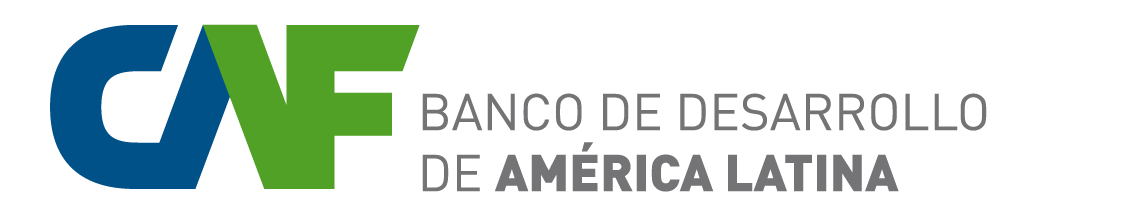 CAF
BANCO DE DESARROLLO
DE AMÉRICA LATINA